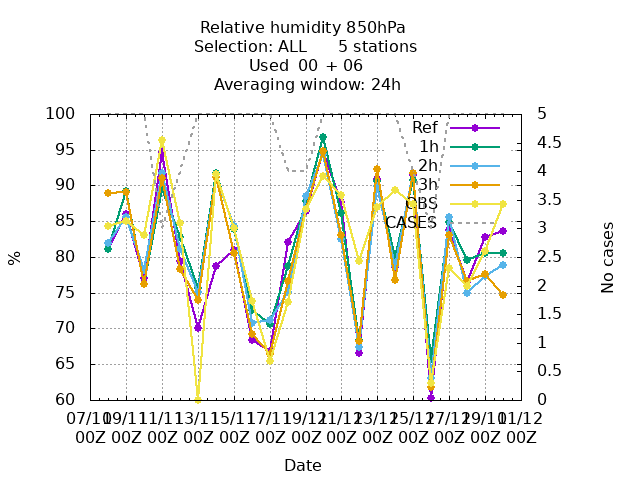 Relative humidity 850hPa
Selection: ALL 5 stations
Used 00 + 06
Averaging window: 24h
100
95
90
85
80
75
70
65
60
%
5
4.5
4
3.5
3
2.5
2
1.5
1
0.5
0
No cases
Ref
1h
2h
3h
OBS
CASES
07/11 09/11 11/11 13/11 15/11 17/11 19/11 21/11 23/11 25/11 27/11 29/11 01/12
00Z 00Z 00Z 00Z 00Z 00Z 00Z 00Z 00Z 00Z 00Z 00Z 00Z
Date